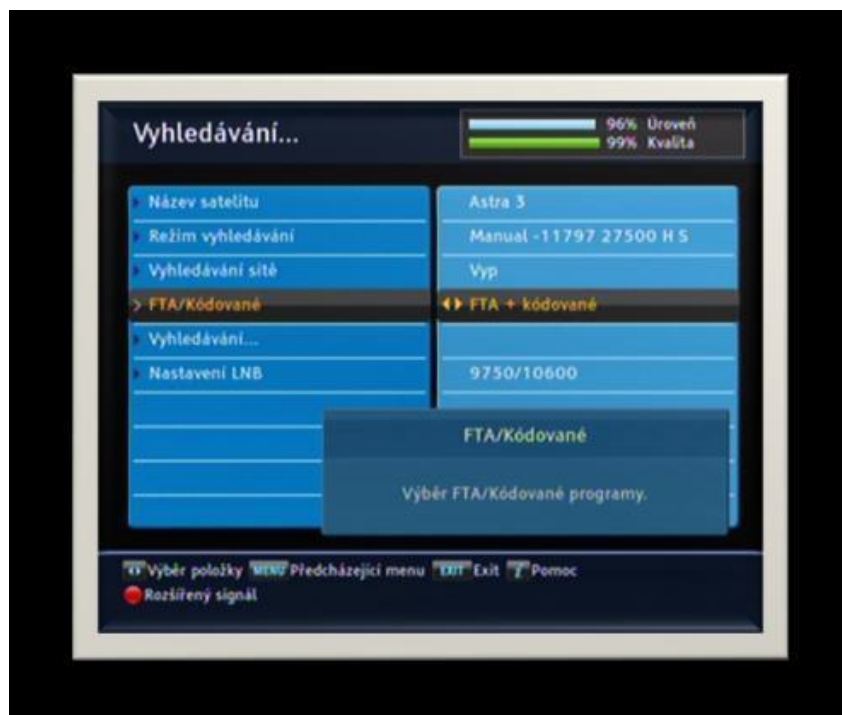 Vyhledávání...
96% Úroveň
99% Kvalita
Název satelitu
Astra 3
Režim vyhledávání
Manual -11797 27500 H S
Vyhledávání sítě
Vyp
> FTA/Kódované
FTA + kódované
Vyhledávání...
Nastavení LNB
9750/10600
FTA/Kódované
Výběr FTA/Kódované programy.
Výběr položky MENU Předcházející menu EXIT Exit i Pomoc
Rozšířený signál